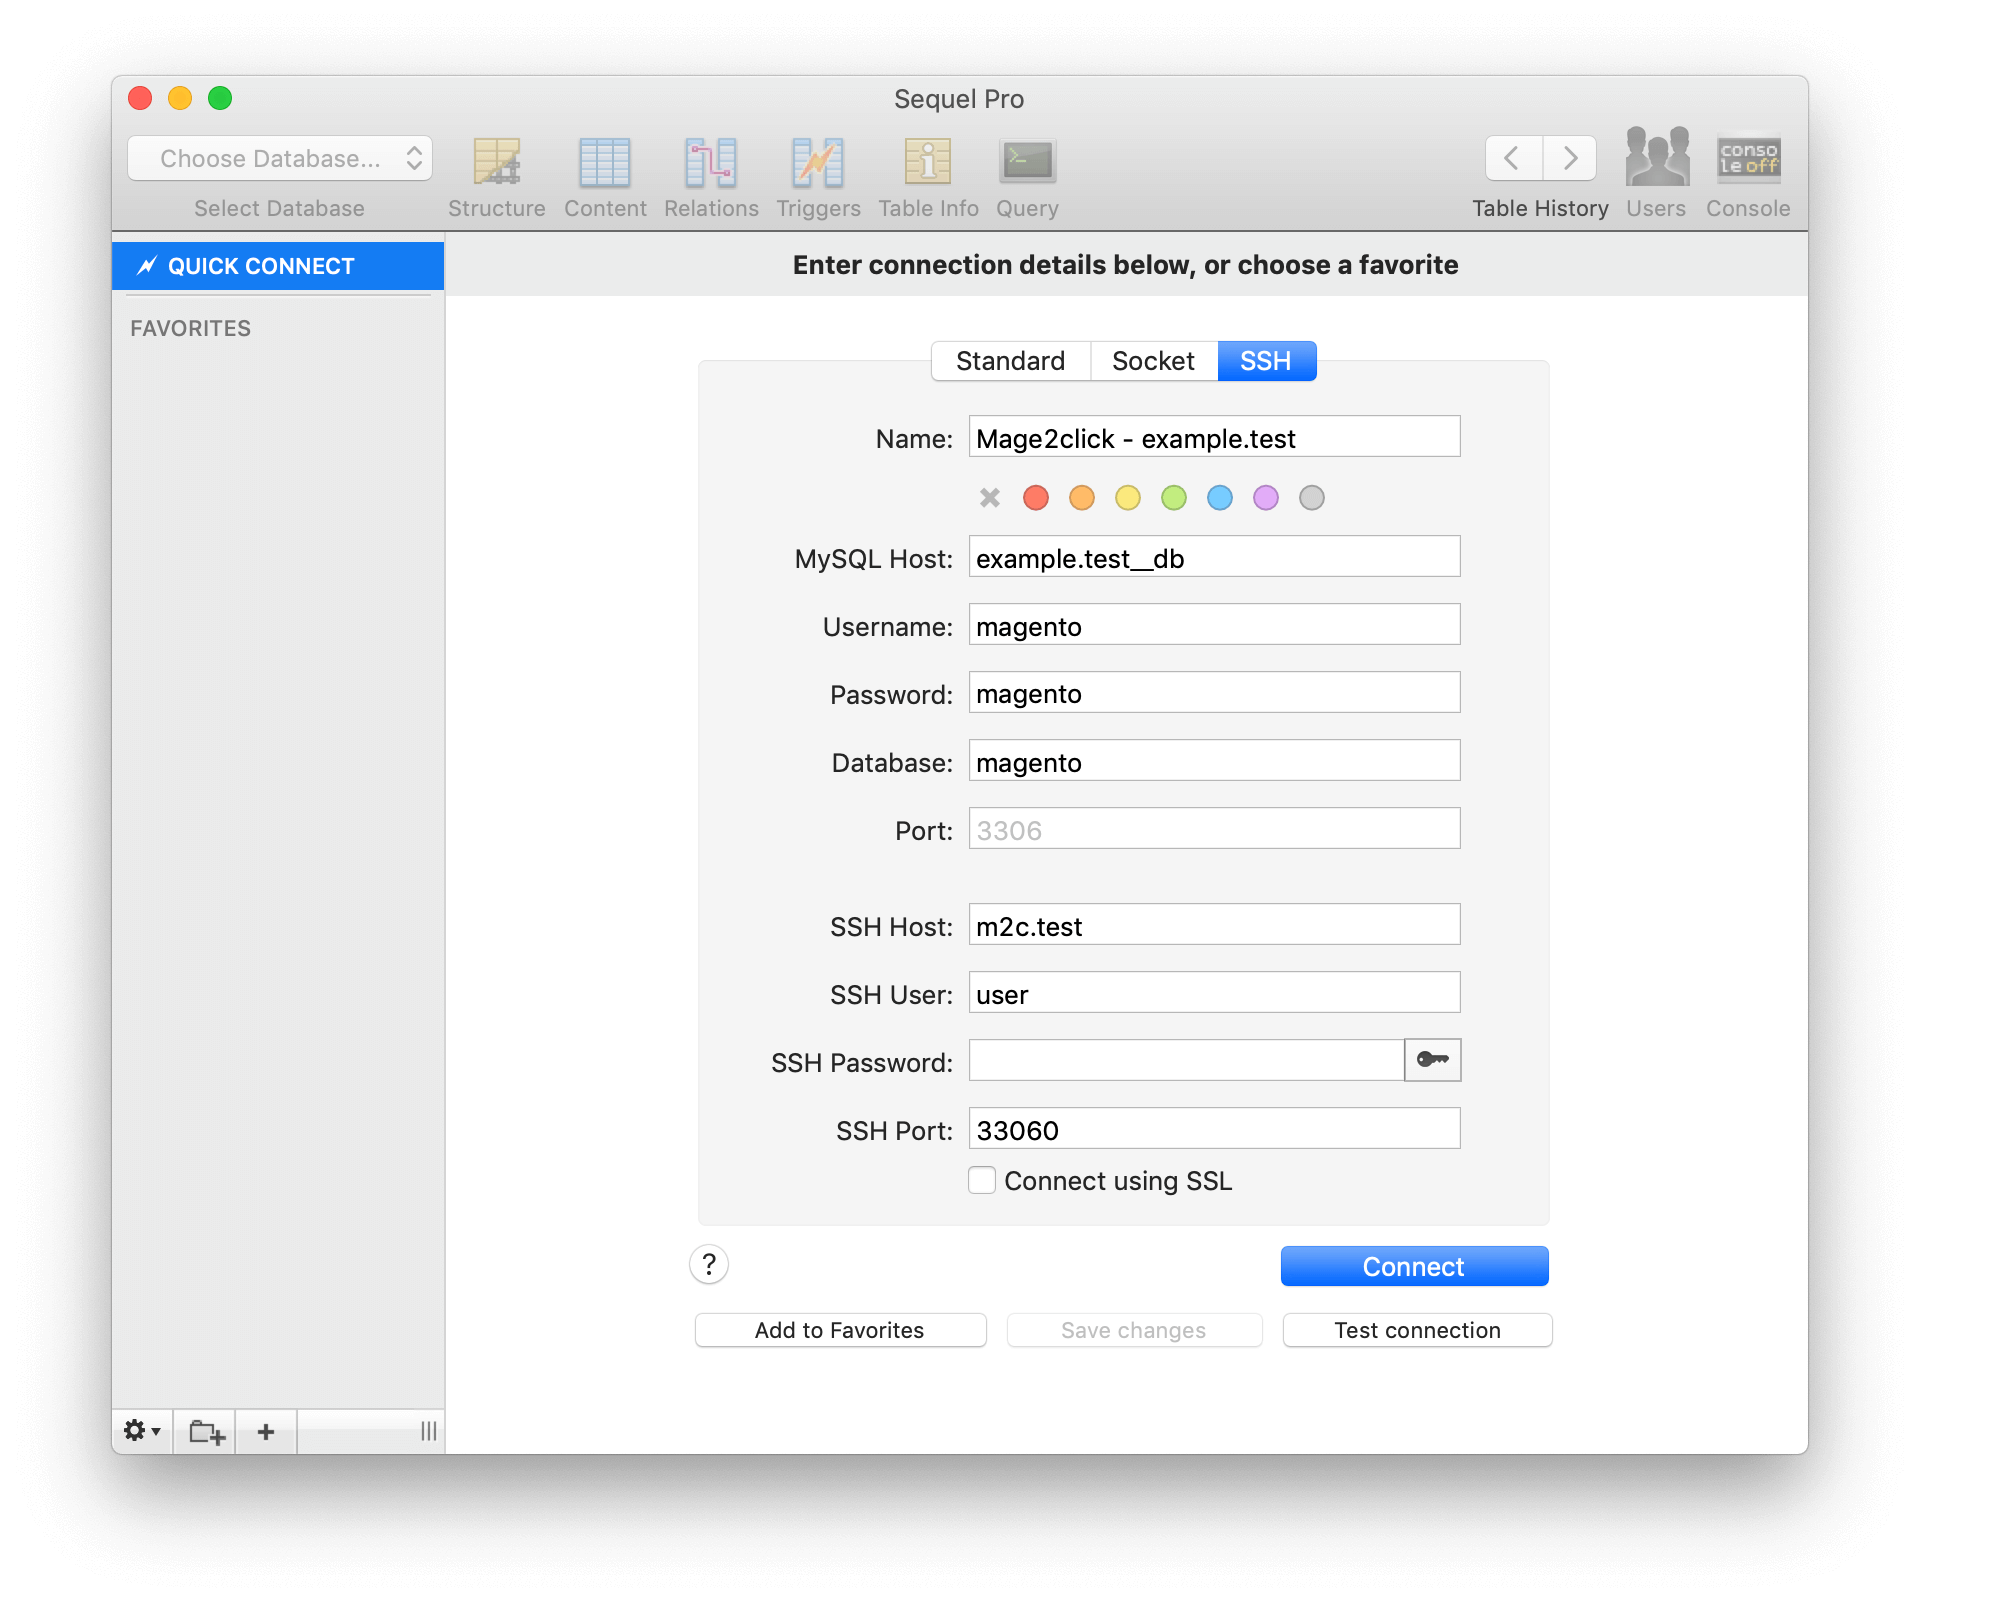 Sequel Pro
Choose Database...
conso
le off
Select Database Structure Content Relations Triggers Table Info Query Table History Users Console
QUICK CONNECT
Enter connection details below, or choose a favorite
FAVORITES
Standard Socket SSH
Name: Mage2click - example.test
MySQL Host: example.test__db
Username: magento
Password: magento
Database: magento
Port: 3306
SSH Host: m2c.test
SSH User: user
SSH Password:
SSH Port: 33060
Connect using SSL
? Connect
Add to Favorites Save changes Test connection